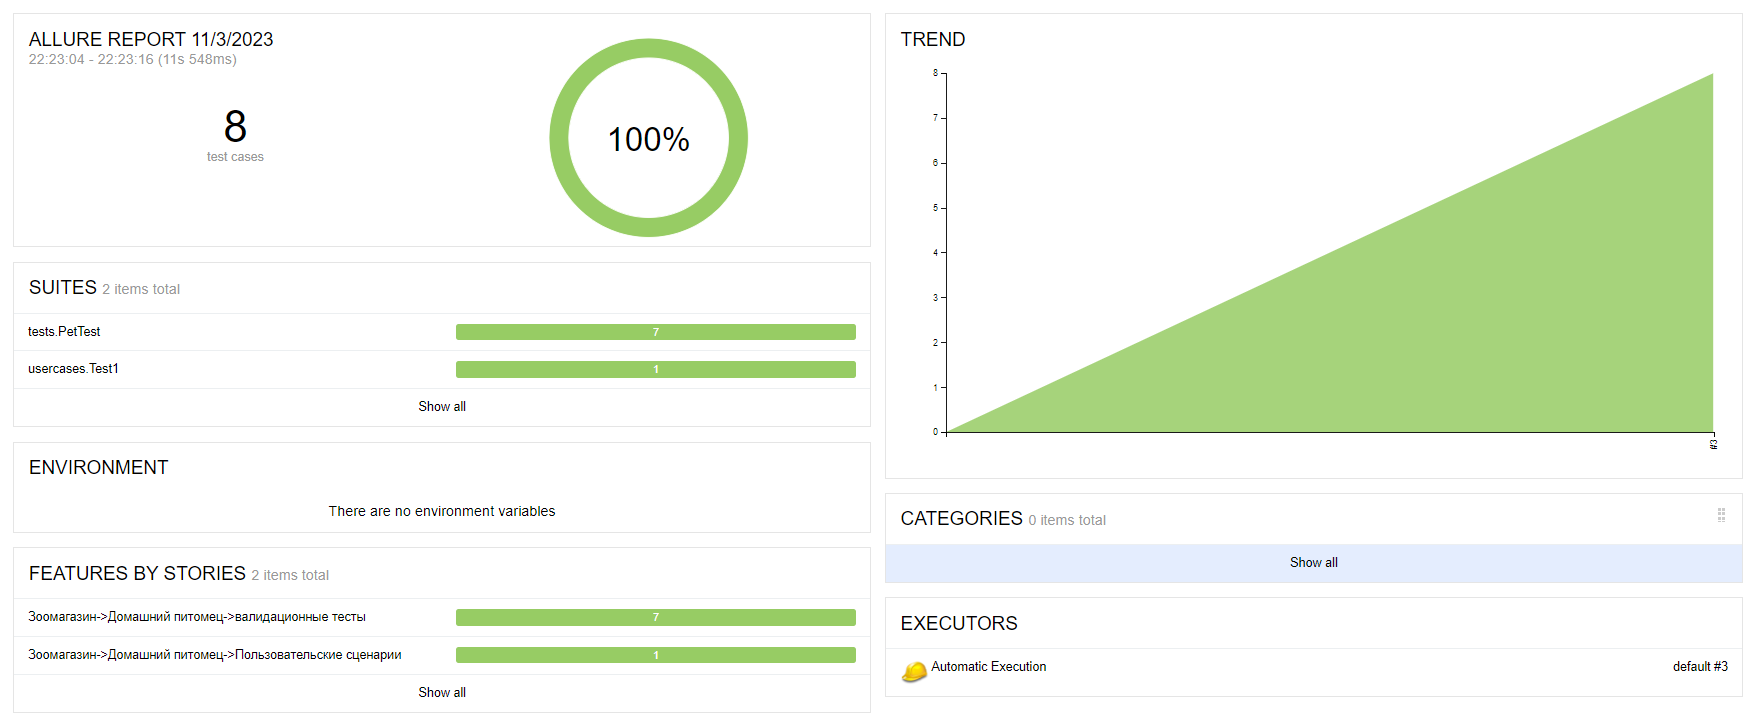 ALLURE REPORT 11/3/2023
22:23:04 - 22:23:16 (11s 548ms)
8
test cases
100%
SUITES 2 items total
tests.PetTest
7
usercases.Test1
1
Show all
ENVIRONMENT
There are no environment variables
FEATURES BY STORIES 2 items total
Зоомагазин->Домашний питомец->валидационные тесты
7
Зоомагазин->Домашний питомец->Пользовательские сценарии
1
Show all
TREND
8
7
6
5
4
3
2
1
0
#3
CATEGORIES 0 items total
Show all
EXECUTORS
Automatic Execution
default #3